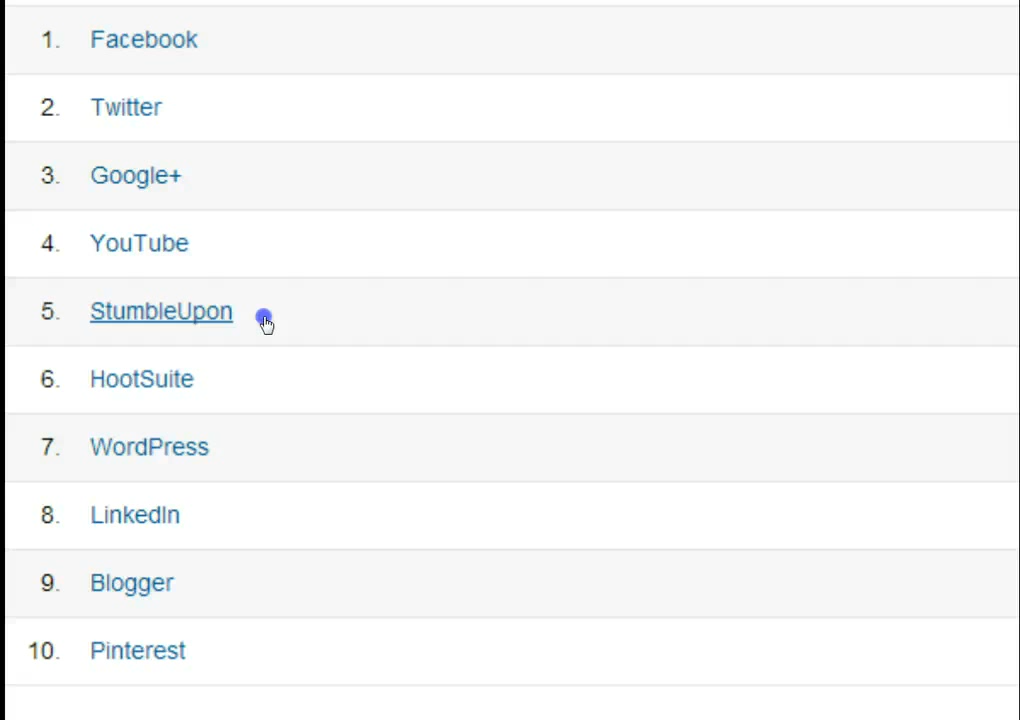 1. Facebook
2. Twitter
3. Google+
4. YouTube
5. StumbleUpon
6. HootSuite
7. WordPress
8. LinkedIn
9. Blogger
10. Pinterest